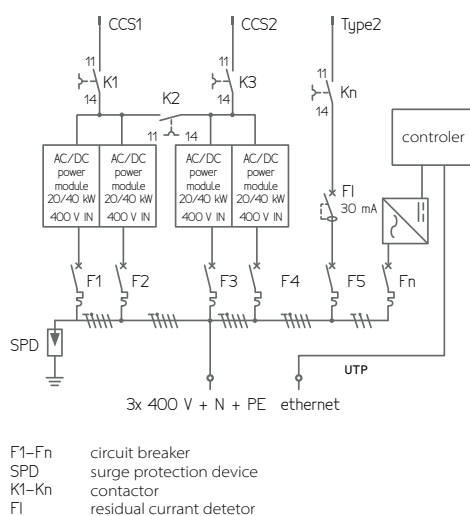 CCS1 CCS2 Type2
11 K1 14
K2 11 14
11 K3 14
11 Kn 14
controler
AC/DC
power
module
20/40 kW
400 V IN
AC/DC
power
module
20/40 kW
400 V IN
AC/DC
power
module
20/40 kW
400 V IN
AC/DC
power
module
20/40 kW
400 V IN
FI
30 mA
F1 F2 F3 F4 F5 Fn
SPD
UTP
3x 400 V + N + PE ethernet
F1–Fn circuit breaker
SPD surge protection device
K1–Kn contactor
FI residual currant detetor